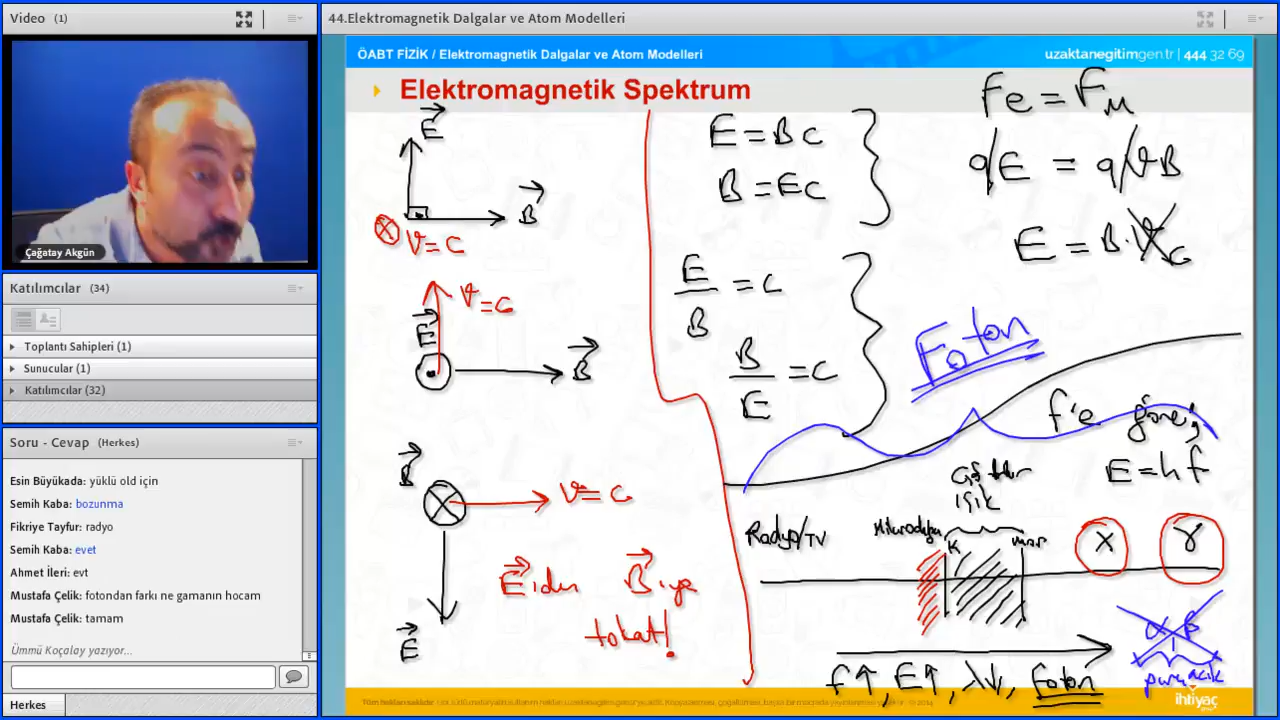 Video (1)
44.Elektromagnetik Dalgalar ve Atom Modelleri
ÖABT FİZİK / Elektromagnetik Dalgalar ve Atom Modelleri
uzaktanegitimgen.tr | 444 32 69
Elektromagnetik Spektrum
Çağatay Akgün
Katılımcılar (34)
Toplantı Sahipleri (1)
Sunucular (1)
Katılımcılar (32)
Soru - Cevap (Herkes)
Esin Büyükada: yüklü old için
Semih Kaba: bozunma
Fikriye Tayfur: radyo
Semih Kaba: evet
Ahmet İleri: evt
Mustafa Çelik: fotondan farkı ne gamanın hocam
Mustafa Çelik: tamam
Ümmü Koçalay yazıyor...
Herkes
E
B
V=C
V=C
E
B
B
V=C
E
E'den B'ye
tokat!
E=BC
B=EC
E/B=C
B/E=C
Fe=FM
qE=qVB
E=B.V
C
Foton
f'e göre
E=hf
ışık
Radyo/TV
Mikrodalga
K
mor
X
γ
f↑, E↑, λ↓, Foton
α β
parçacık
ihtiyaç